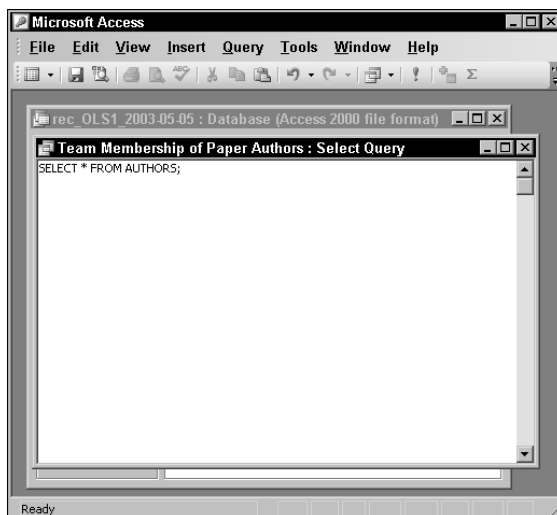 Microsoft Access
File Edit View Insert Query Tools Window Help
rec_OLS1_2003-05-05 : Database (Access 2000 file format)
Team Membership of Paper Authors : Select Query
SELECT * FROM AUTHORS;
Ready